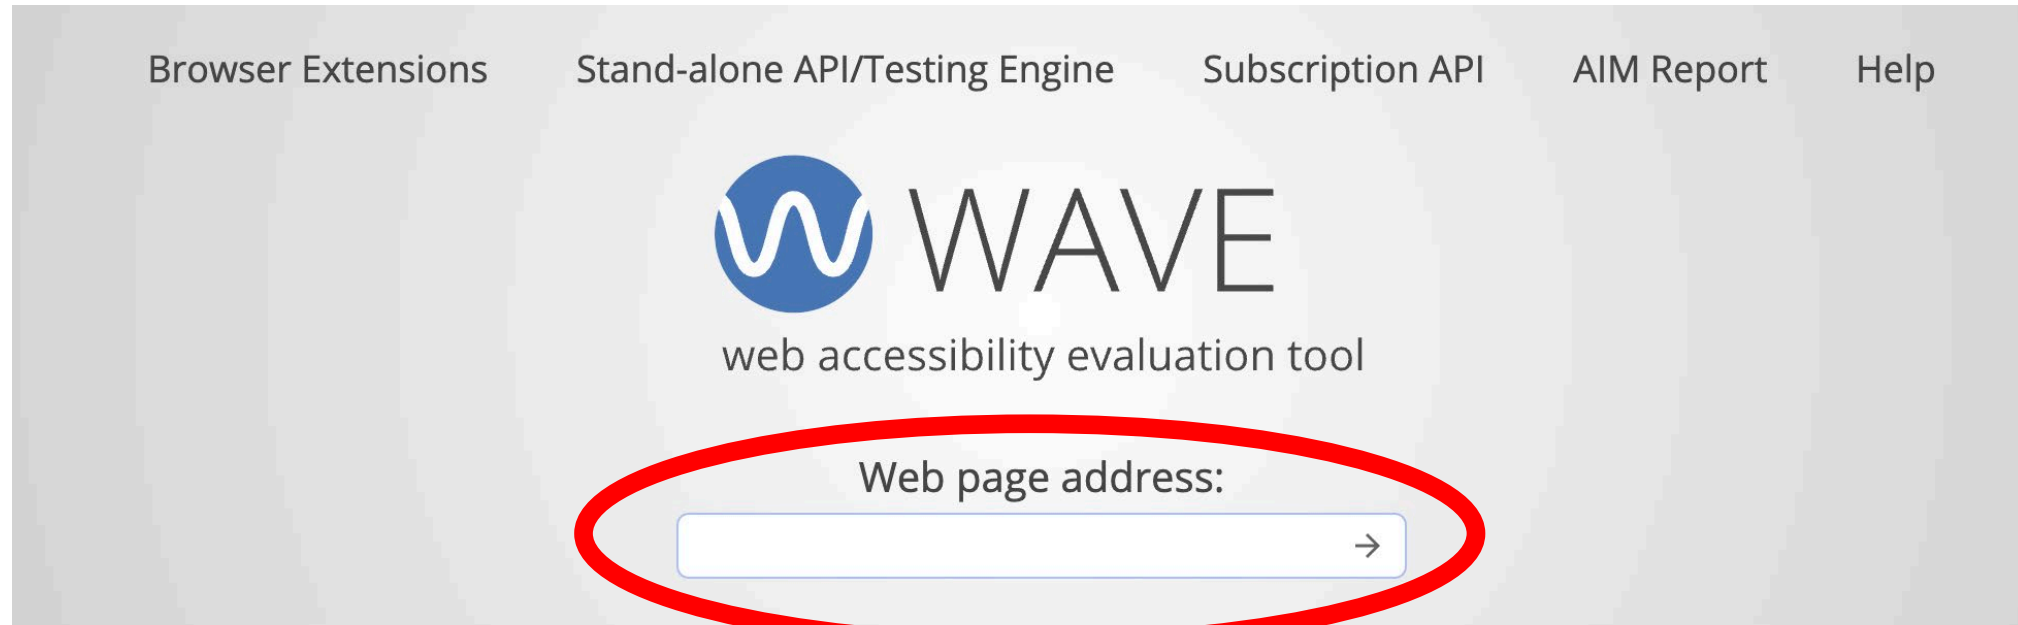 Browser Extensions Stand-alone API/Testing Engine Subscription API AIM Report Help
WAVE
web accessibility evaluation tool
Web page address: